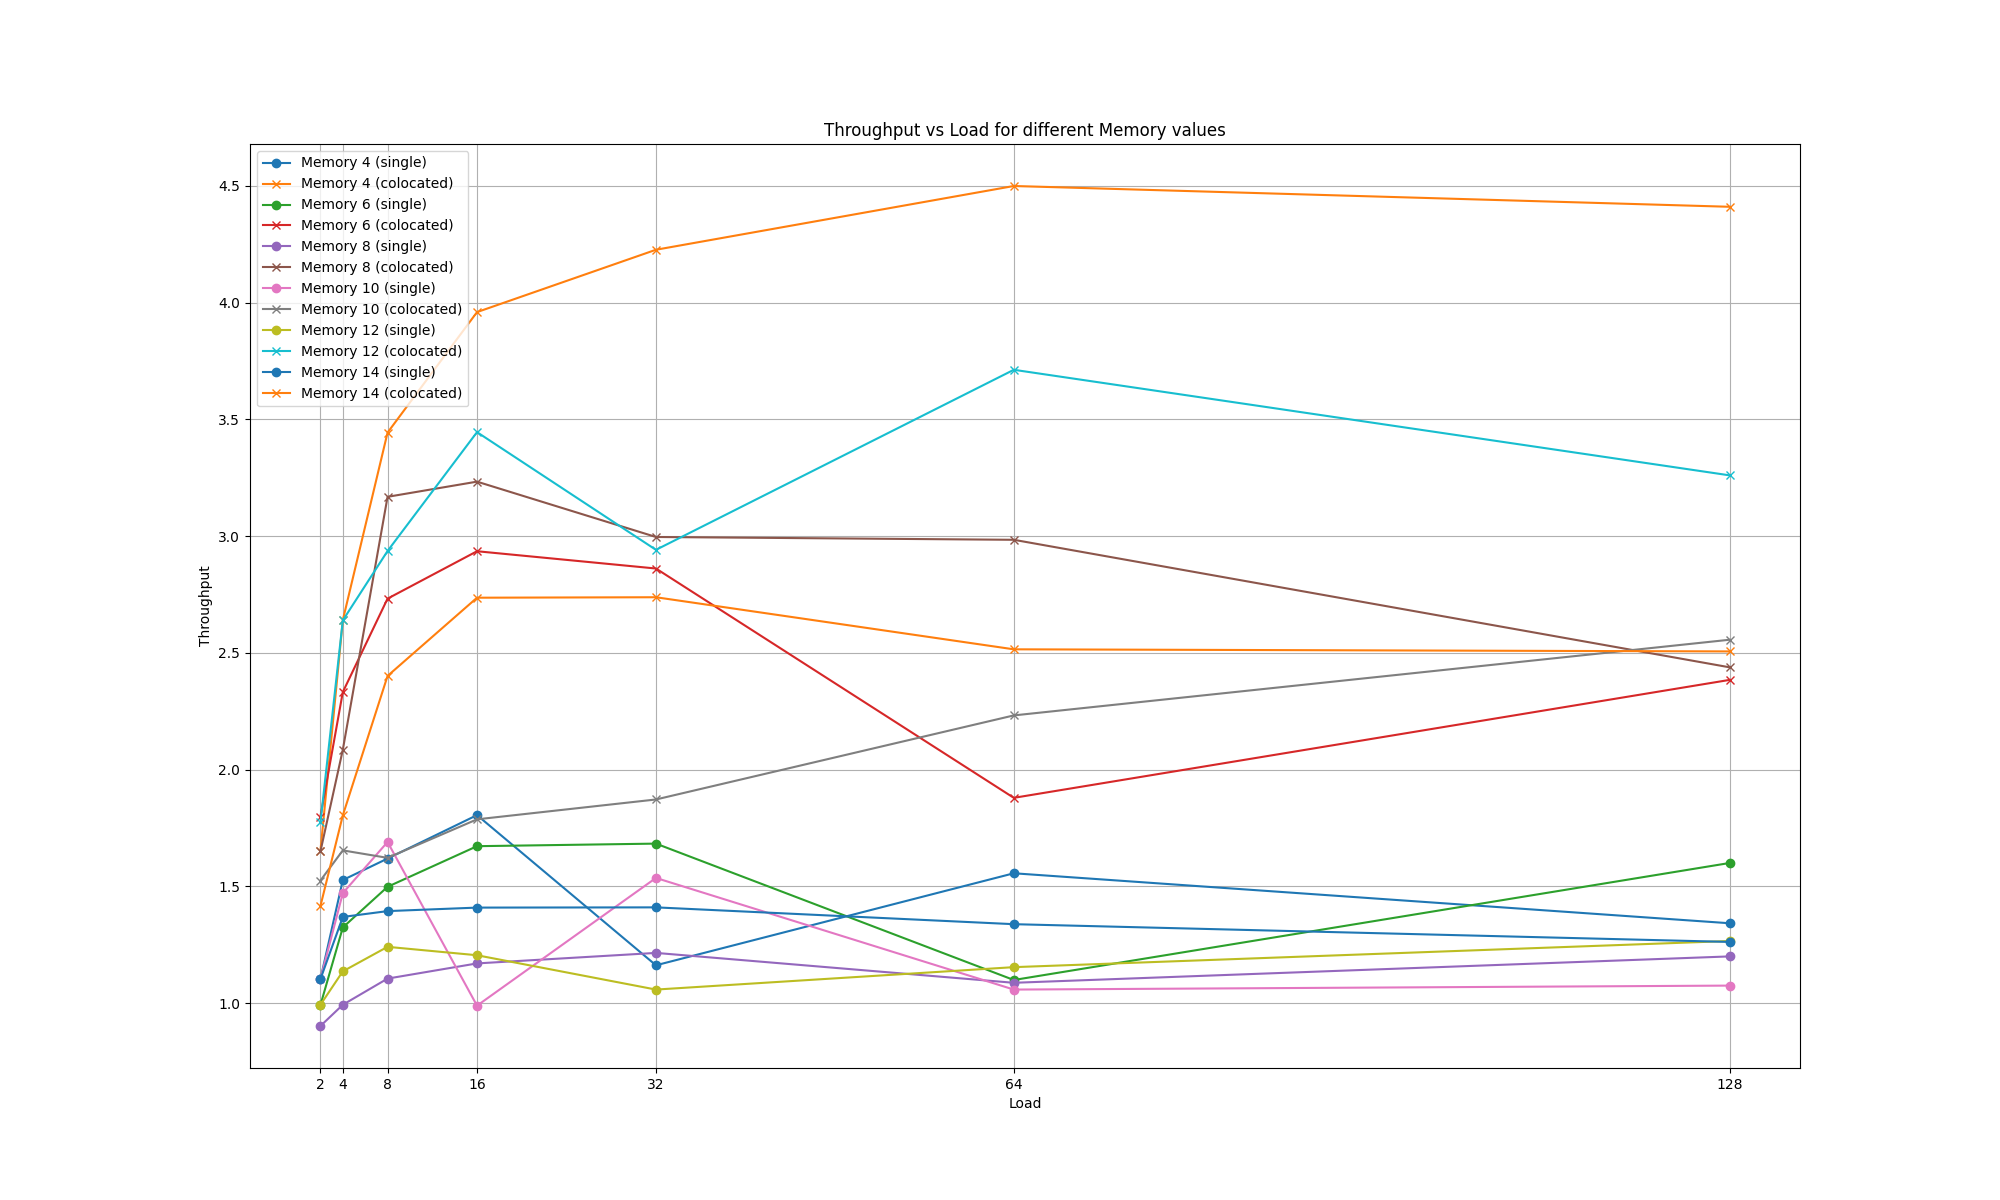 Throughput vs Load for different Memory values
Memory 4 (single)
Memory 4 (colocated)
Memory 6 (single)
Memory 6 (colocated)
Memory 8 (single)
Memory 8 (colocated)
Memory 10 (single)
Memory 10 (colocated)
Memory 12 (single)
Memory 12 (colocated)
Memory 14 (single)
Memory 14 (colocated)
4.5
4.0
3.5
3.0
2.5
2.0
1.5
1.0
Throughput
2 4 8 16 32 64 128
Load